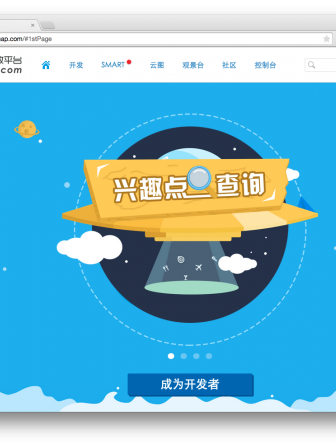 ap.com/#1stPage
平台
.com
开发
SMART
云图
观景台
社区
控制台
兴趣点 查询
成为开发者